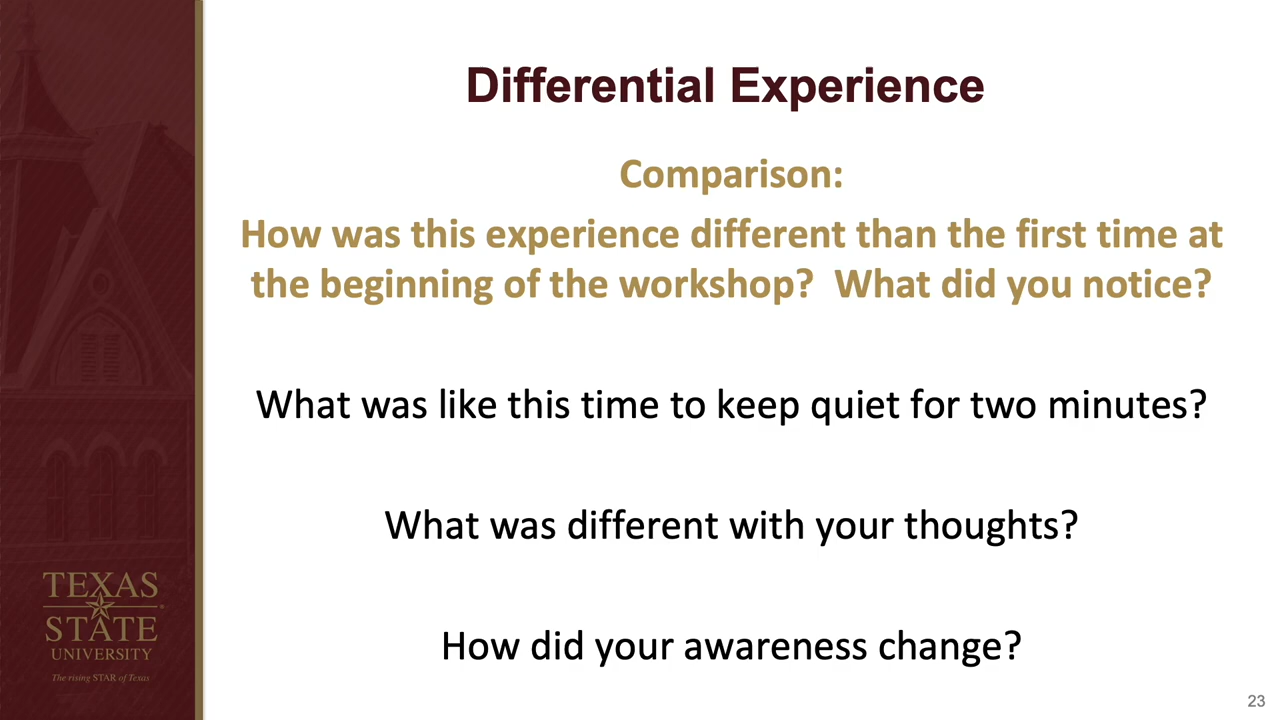 Differential Experience
Comparison:
How was this experience different than the first time at
the beginning of the workshop?  What did you notice?
What was like this time to keep quiet for two minutes?
What was different with your thoughts?
How did your awareness change?
TEXAS
STATE
UNIVERSITY
The rising STAR of Texas
23